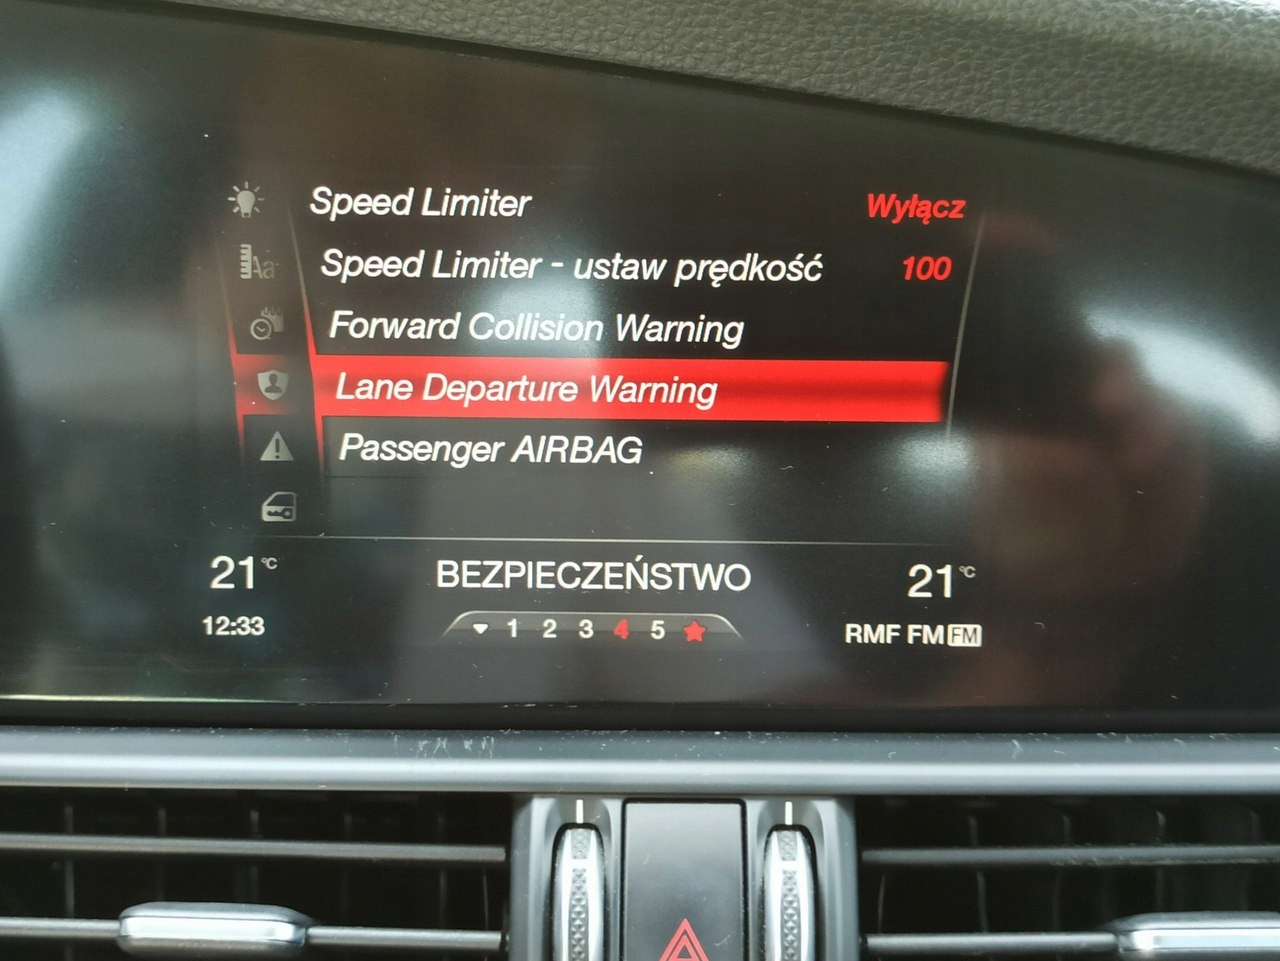 Speed Limiter Wyłącz
Speed Limiter - ustaw prędkość 100
Aa
Forward Collision Warning
Lane Departure Warning
Passenger AIRBAG
21°C BEZPIECZEŃSTWO 21°C
12:33 1 2 3 4 5 RMF FM FM